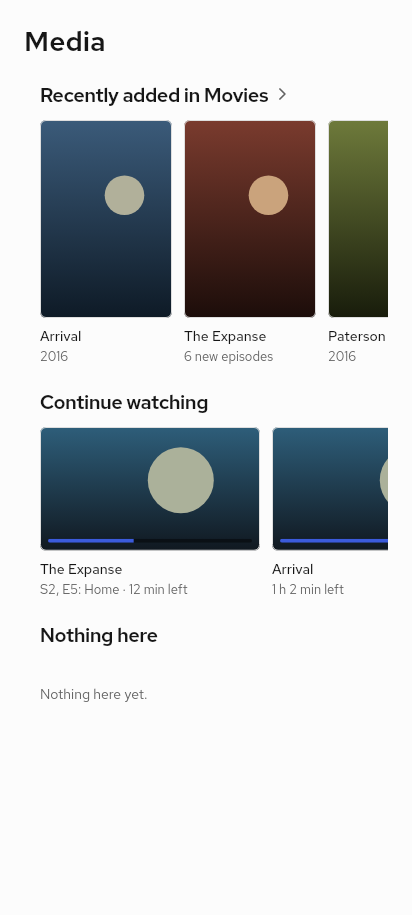 Media
Recently added in Movies
Arrival
2016
The Expanse
6 new episodes
Paterson
2016
Continue watching
The Expanse
S2, E5: Home · 12 min left
Arrival
1 h 2 min left
Nothing here
Nothing here yet.